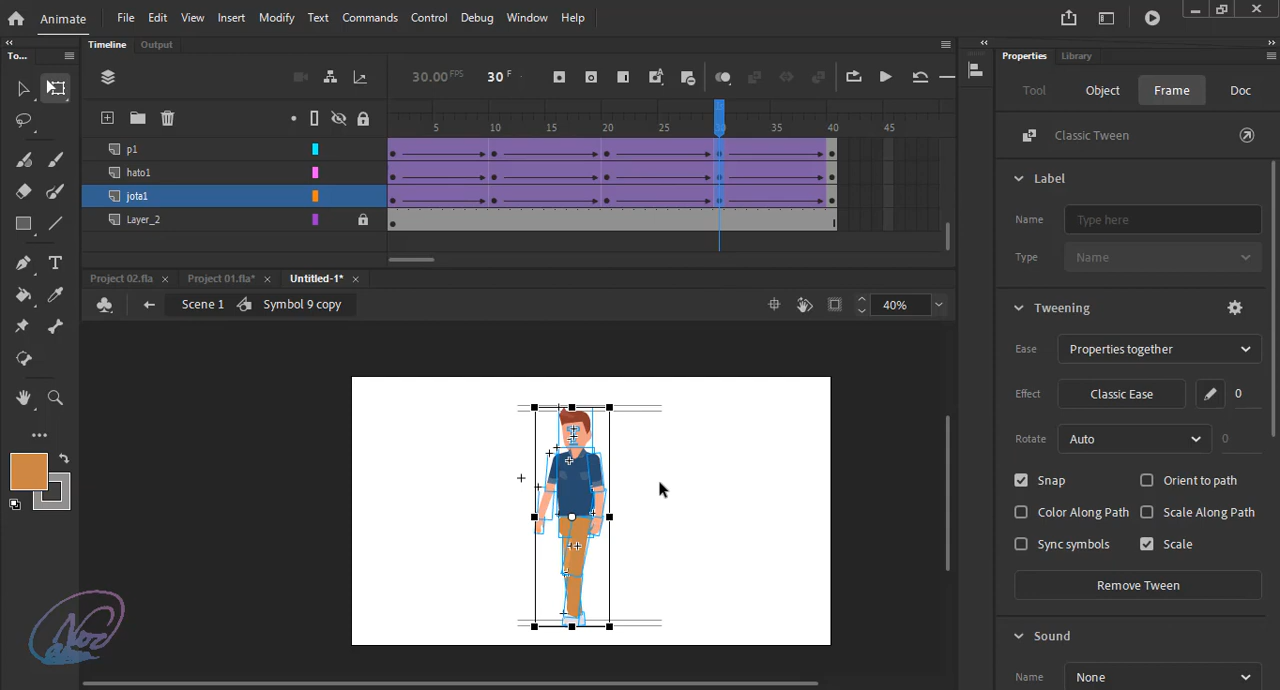 Animate File Edit View Insert Modify Text Commands Control Debug Window Help
To...
Timeline Output
Properties Library
30.00 FPS 30 F
Tool Object Frame Doc
5 10 15 20 25 30 35 40 45
Classic Tween
p1
hato1
jota1
Layer_2
Label
Name Type here
Type Name
Project 02.fla × Project 01.fla* × Untitled-1* ×
Scene 1 Symbol 9 copy 40%
Tweening
Ease Properties together
Effect Classic Ease 0
Rotate Auto 0
Snap Orient to path
Color Along Path Scale Along Path
Sync symbols Scale
Remove Tween
Sound
Name None